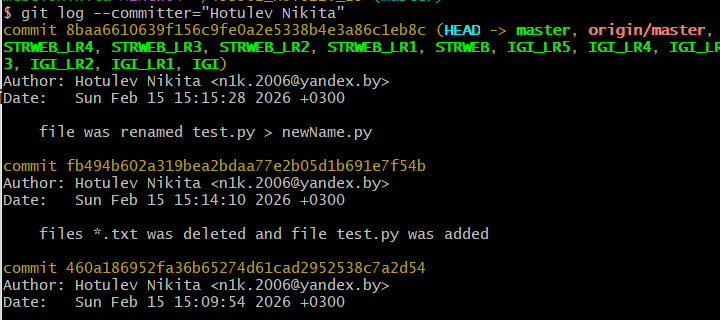 $ git log --committer="Hotulev Nikita"
commit 8baa6610639f156c9fe0a2e5338b4e3a86c1eb8c (HEAD -> master, origin/master,
STRWEB_LR4, STRWEB_LR3, STRWEB_LR2, STRWEB_LR1, STRWEB, IGI_LR5, IGI_LR4, IGI_LR
3, IGI_LR2, IGI_LR1, IGI)
Author: Hotulev Nikita <n1k.2006@yandex.by>
Date:   Sun Feb 15 15:15:28 2026 +0300
    file was renamed test.py > newName.py
commit fb494b602a319bea2bdaa77e2b05d1b691e7f54b
Author: Hotulev Nikita <n1k.2006@yandex.by>
Date:   Sun Feb 15 15:14:10 2026 +0300
    files *.txt was deleted and file test.py was added
commit 460a186952fa36b65274d61cad2952538c7a2d54
Author: Hotulev Nikita <n1k.2006@yandex.by>
Date:   Sun Feb 15 15:09:54 2026 +0300